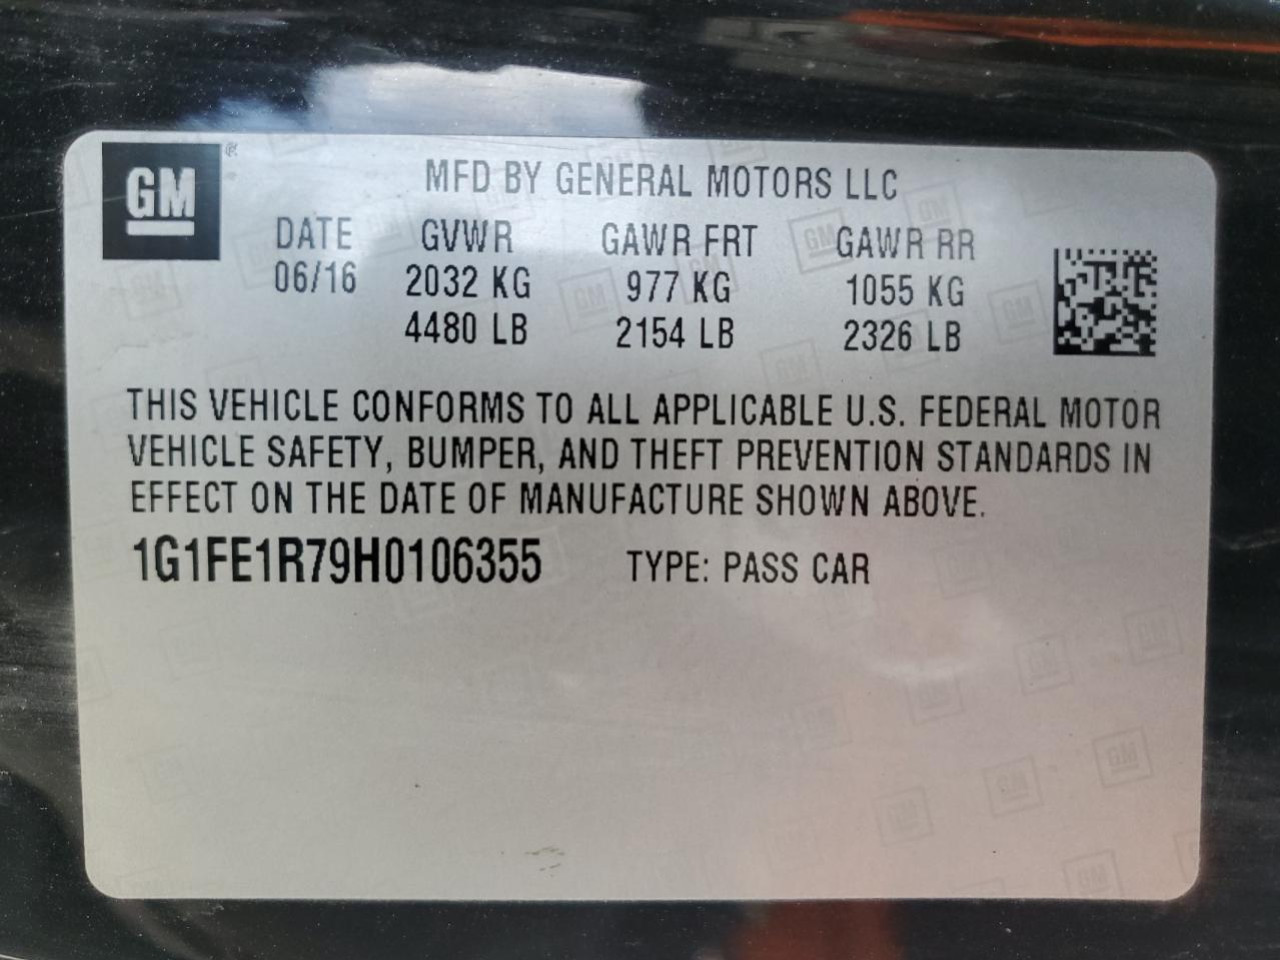 GM
MFD BY GENERAL MOTORS LLC
DATE GVWR GAWR FRT GAWR RR
06/16 2032 KG 977 KG 1055 KG
4480 LB 2154 LB 2326 LB
THIS VEHICLE CONFORMS TO ALL APPLICABLE U.S. FEDERAL MOTOR
VEHICLE SAFETY, BUMPER, AND THEFT PREVENTION STANDARDS IN
EFFECT ON THE DATE OF MANUFACTURE SHOWN ABOVE.
1G1FE1R79H0106355 TYPE: PASS CAR